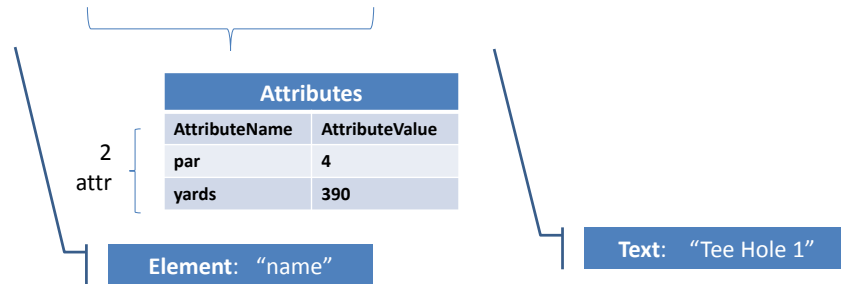 Attributes
AttributeName AttributeValue
2 attr
par 4
yards 390
Element: “name”
Text: “Tee Hole 1”